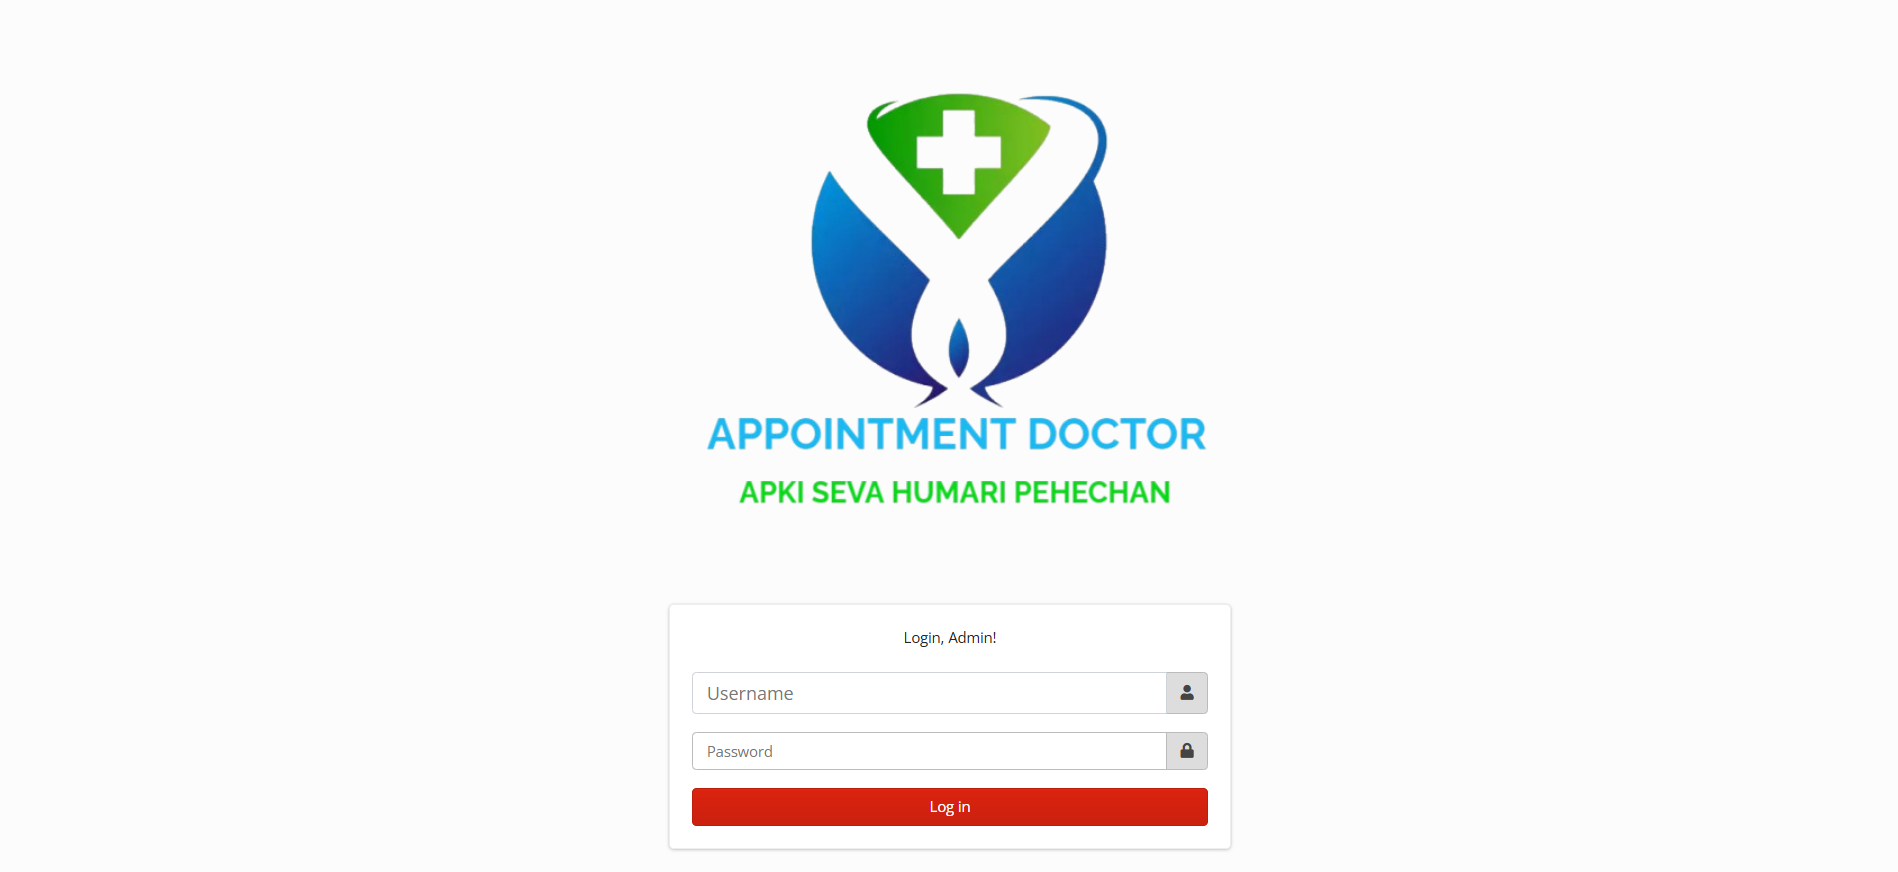 APPOINTMENT DOCTOR
APKI SEVA HUMARI PEHECHAN
Login, Admin!
Username
Password
Log in